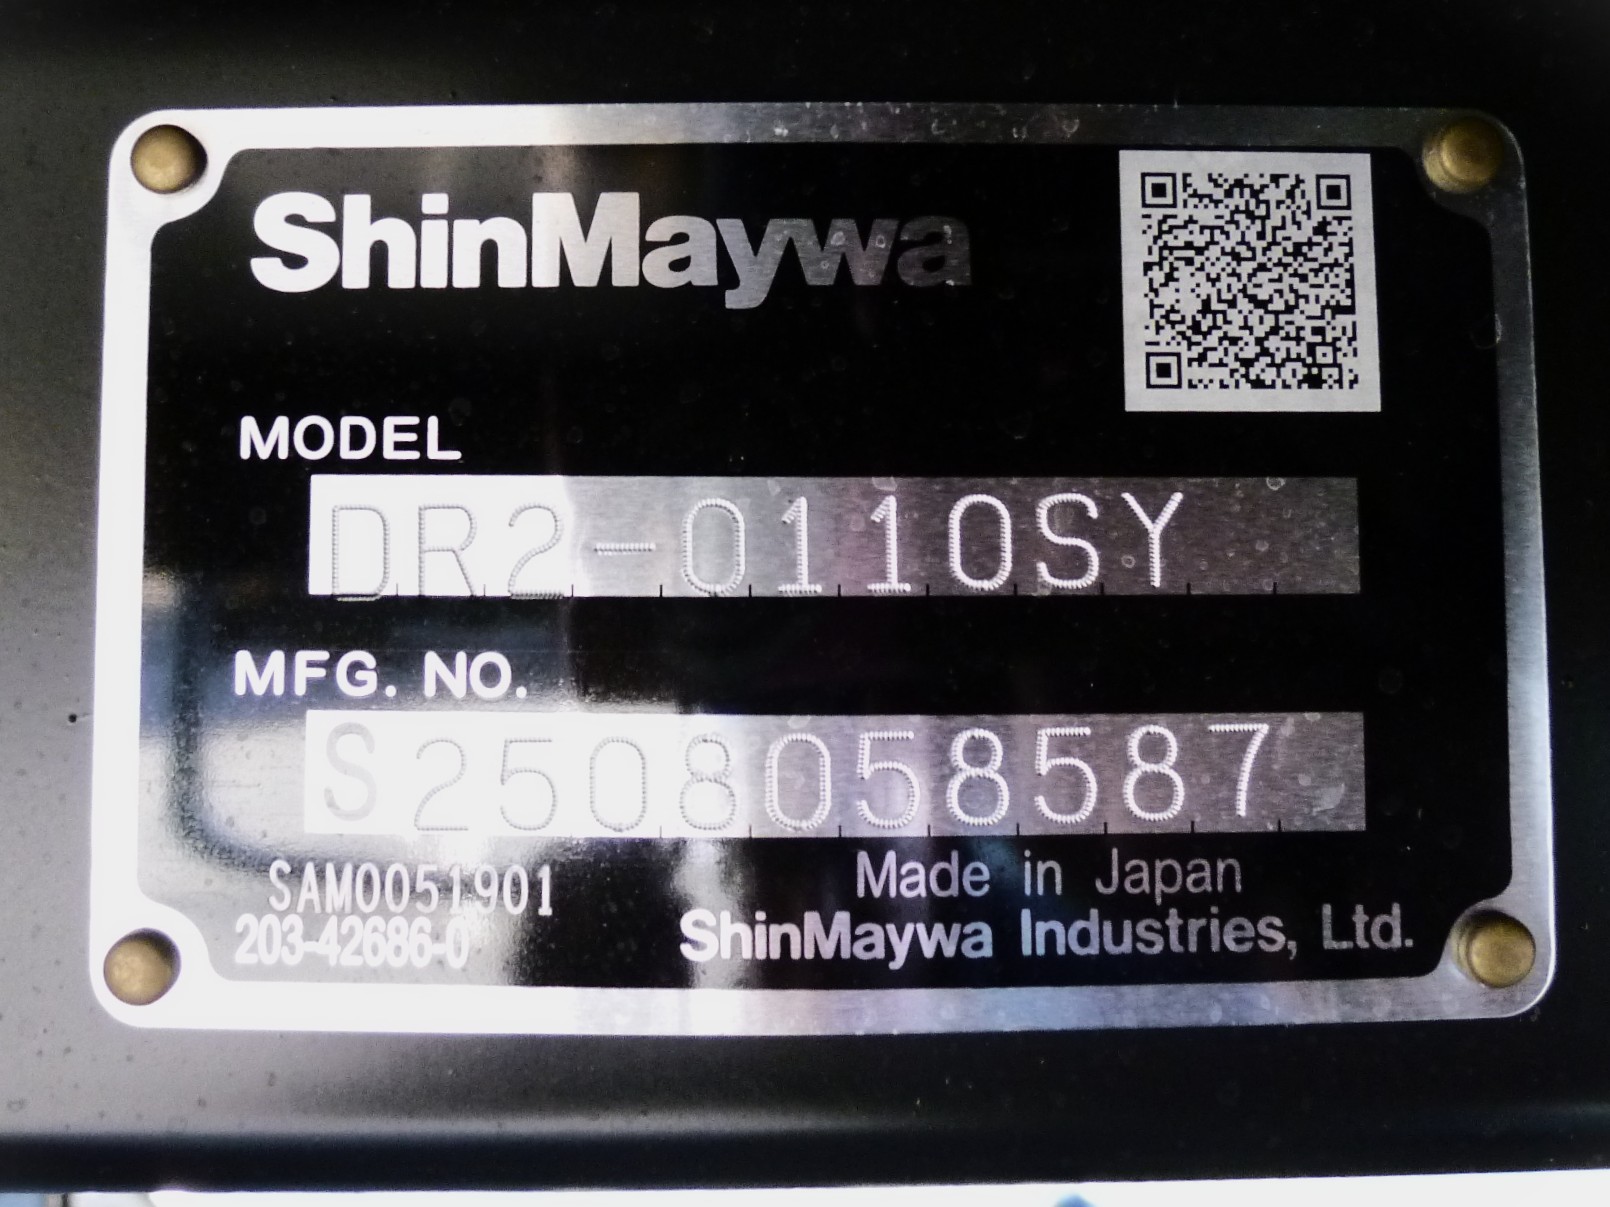 ShinMaywa
MODEL
DR2-0110SY
MFG. NO.
S2508058587
SAM0051901
203-42686-0
Made in Japan
ShinMaywa Industries, Ltd.